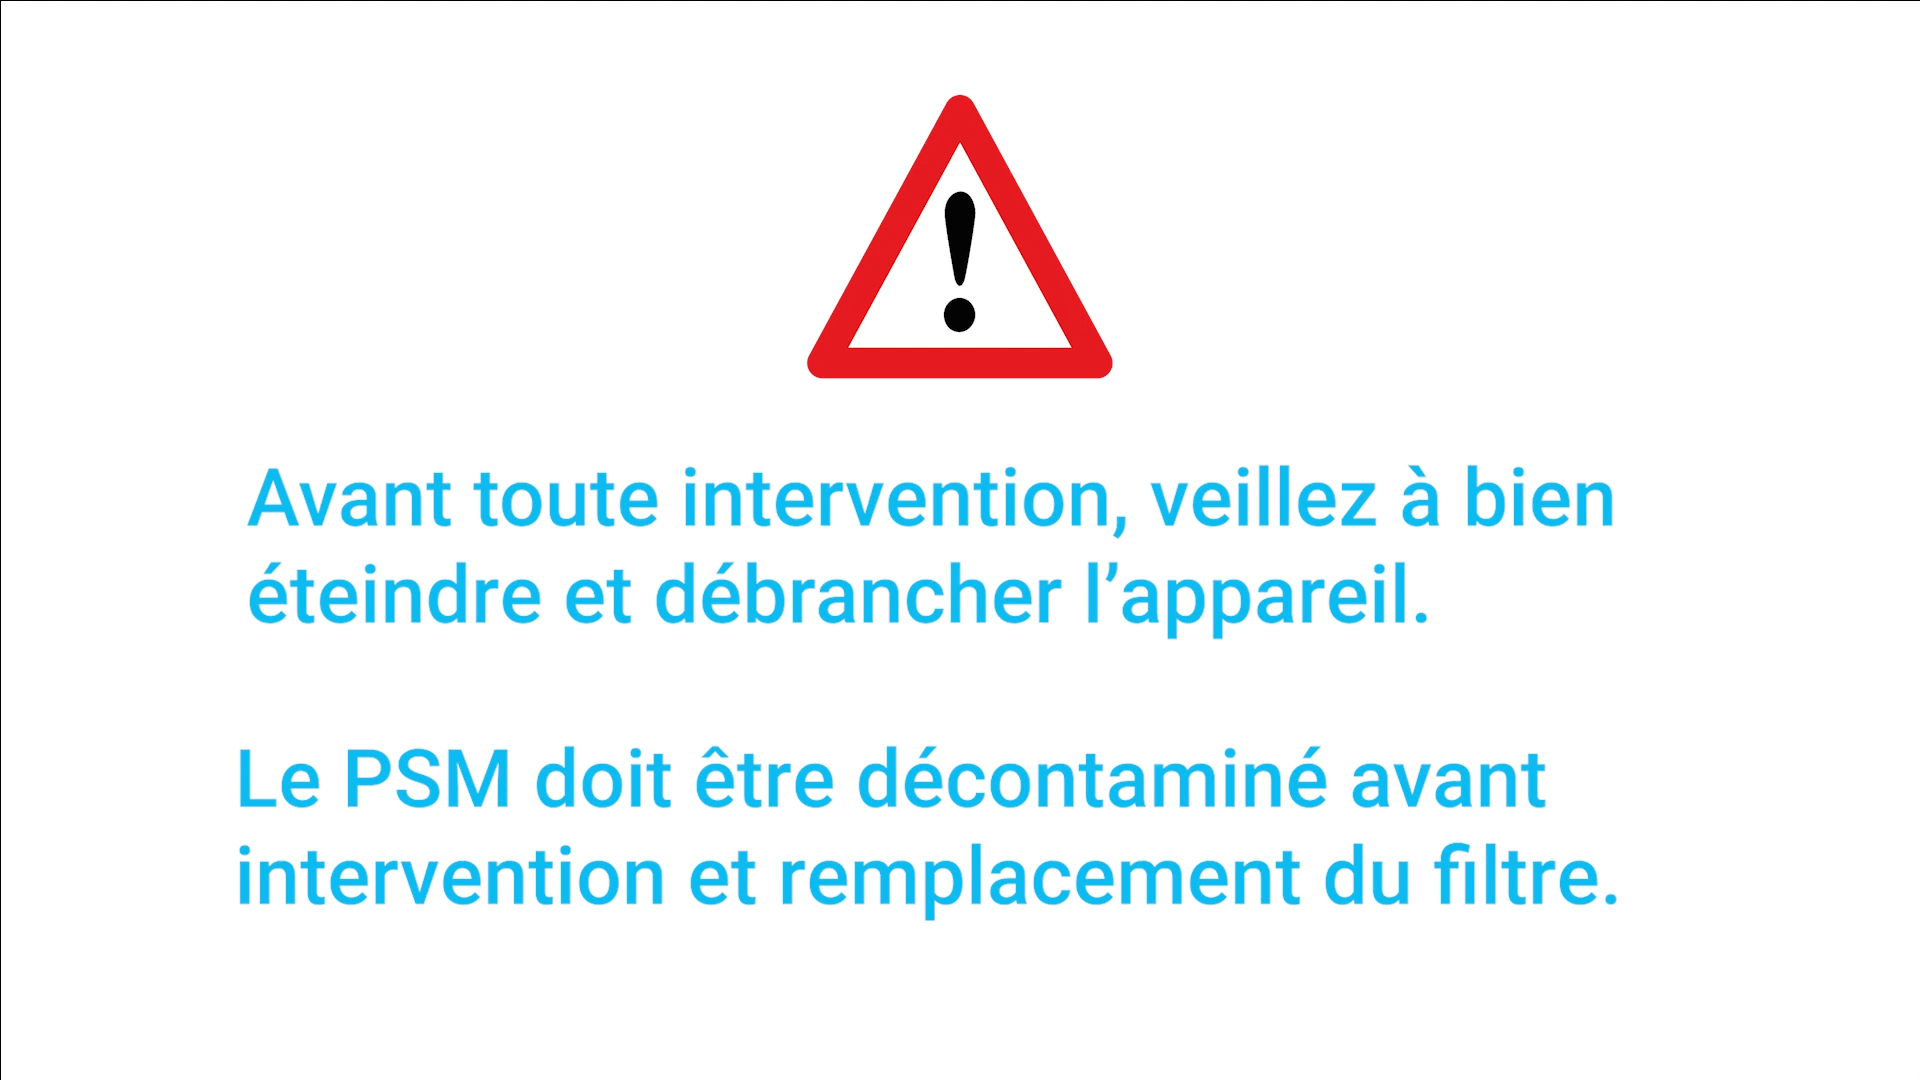 Avant toute intervention, veillez à bien
éteindre et débrancher l’appareil.
Le PSM doit être décontaminé avant
intervention et remplacement du filtre.